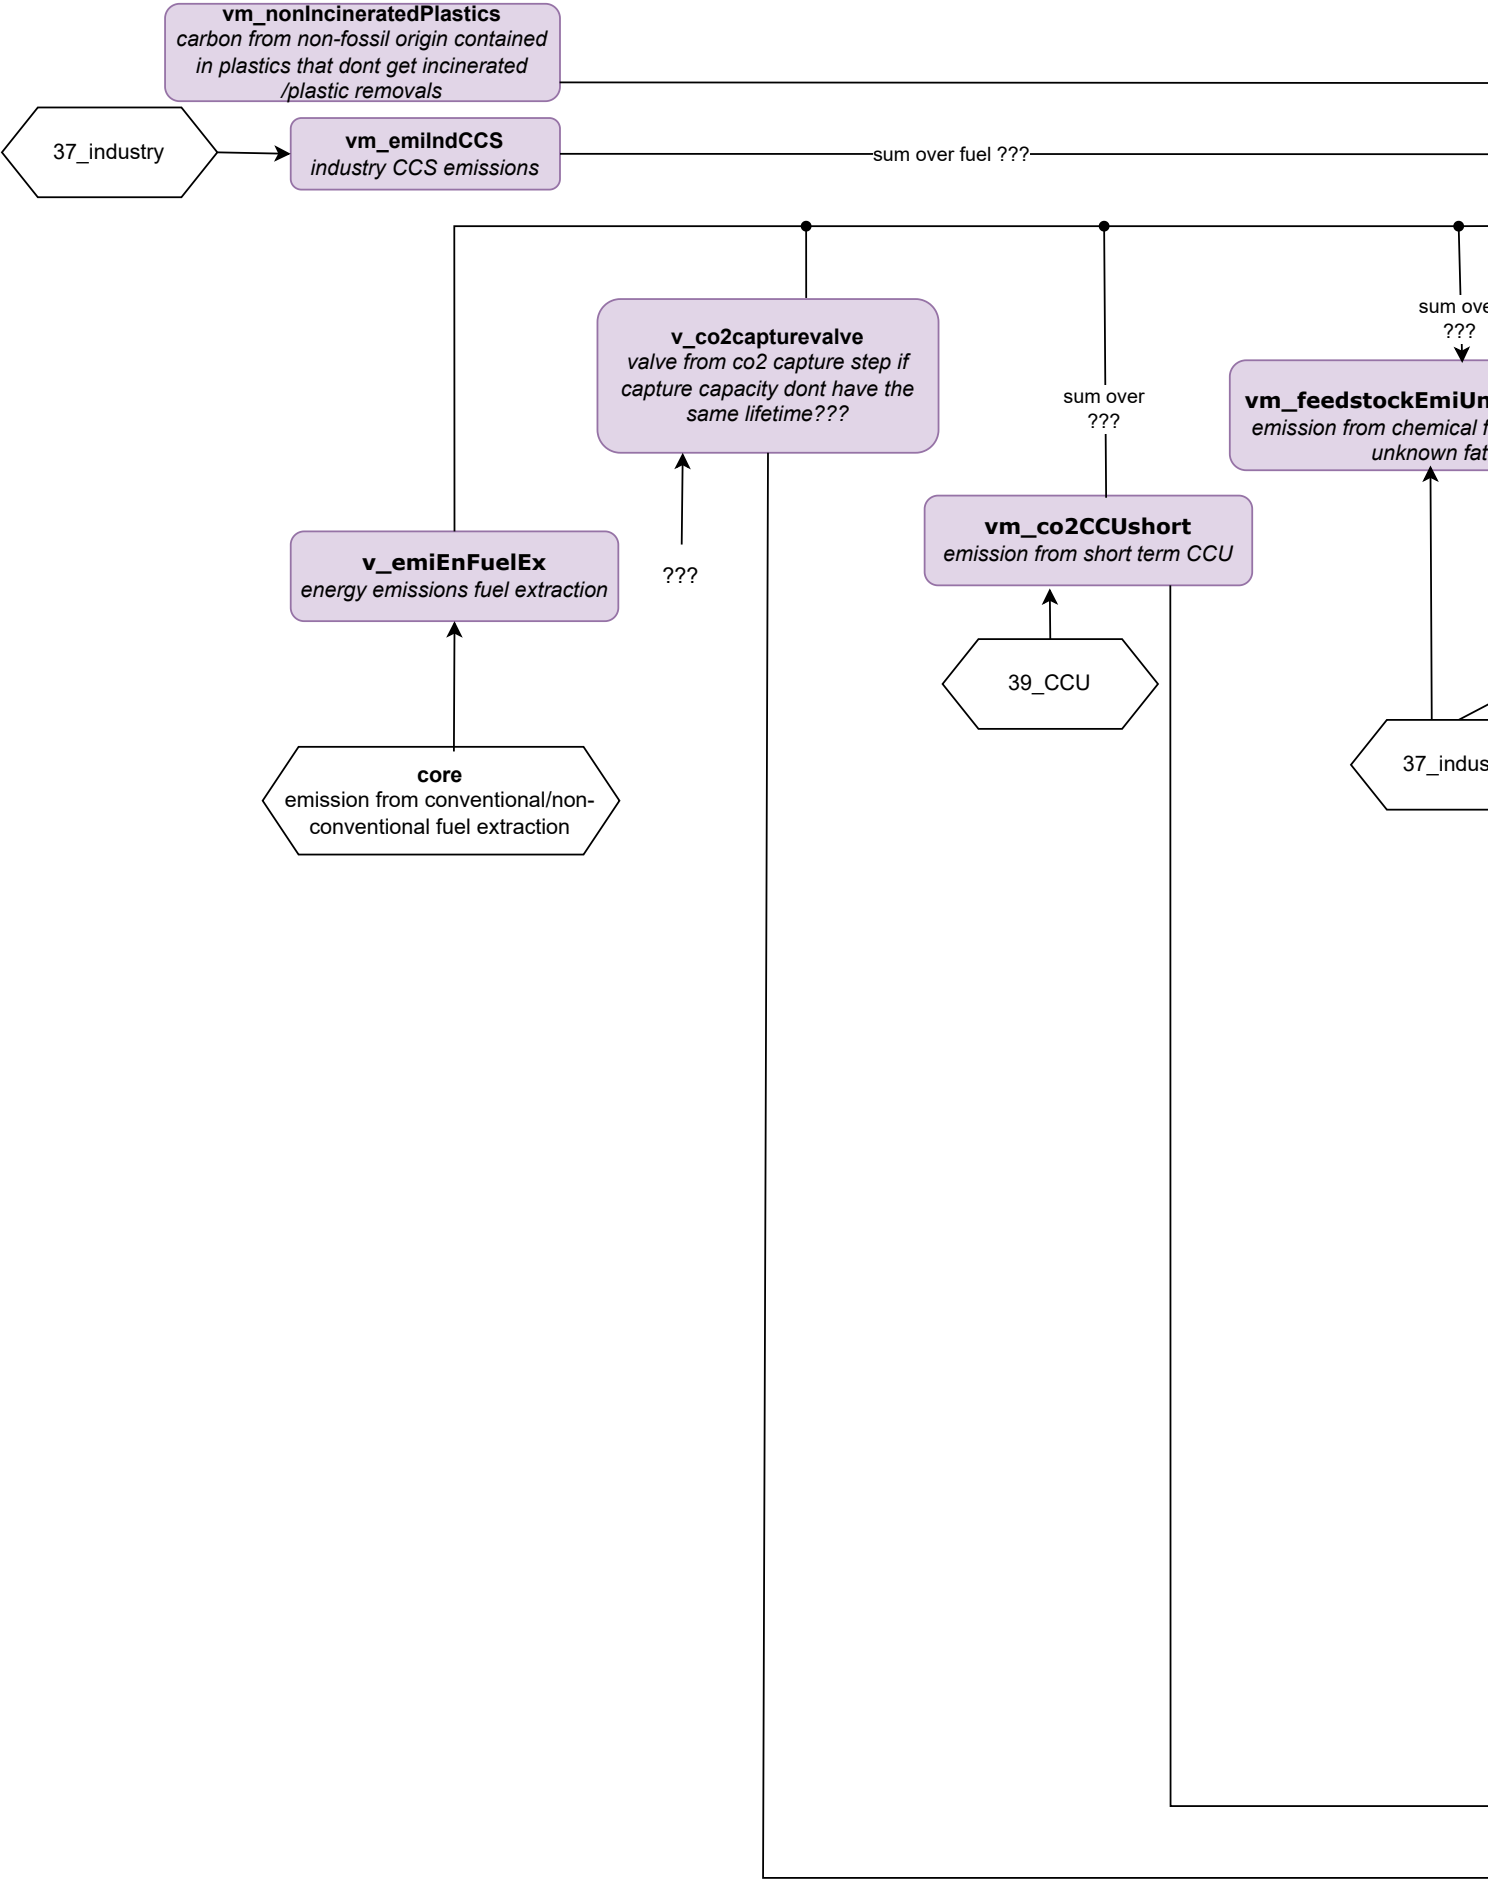 vm_nonIncineratedPlastics
carbon from non-fossil origin contained
in plastics that dont get incinerated
/plastic removals
37_industry
vm_emiIndCCS
industry CCS emissions
sum over fuel ???
v_co2capturevalve
valve from co2 capture step if
capture capacity dont have the
same lifetime???
???
sum over
???
sum ove
???
vm_feedstockEmiUn
emission from chemical f
unknown fat
vm_co2CCUshort
emission from short term CCU
v_emiEnFuelEx
energy emissions fuel extraction
39_CCU
37_indus
core
emission from conventional/non-
conventional fuel extraction